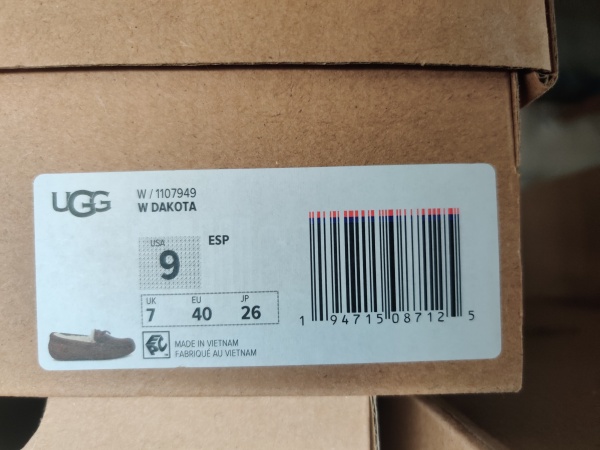 UGG
W / 1107949
W DAKOTA
USA
9
ESP
UK EU JP
7 40 26
MADE IN VIETNAM
FABRIQUÉ AU VIETNAM
1 94715 08712 5